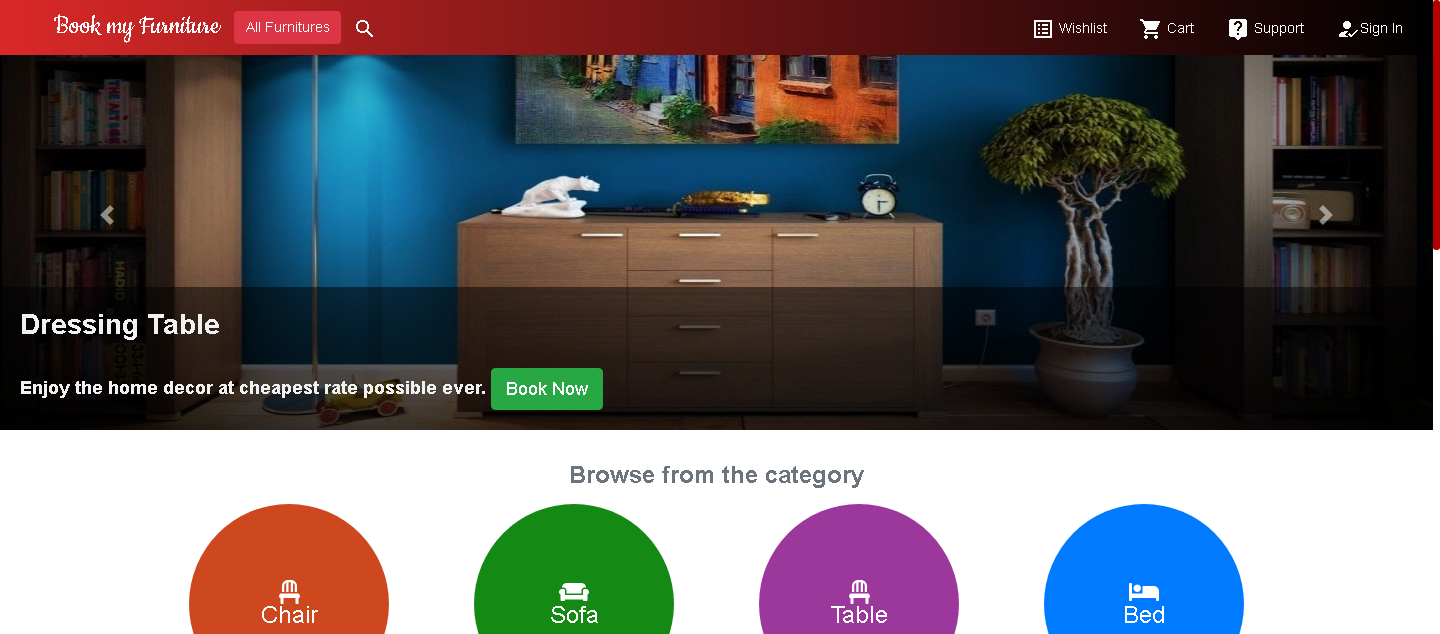 Book my Furniture All Furnitures Wishlist Cart Support Sign In
Dressing Table
Enjoy the home decor at cheapest rate possible ever. Book Now
Browse from the category
Chair Sofa Table Bed